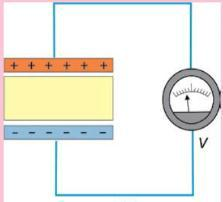 + + + + + +
- - - - - -
V